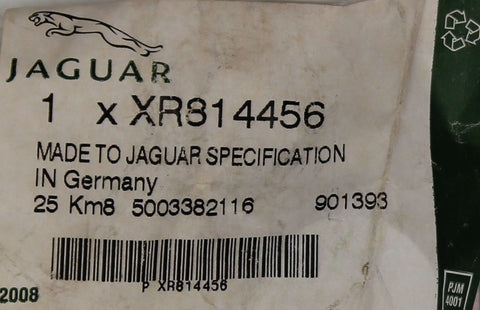 JAGUAR
1 x XR814456
MADE TO JAGUAR SPECIFICATION
IN Germany
25 Km8 5003382116 901393
P XR814456
2008
PJM
4001